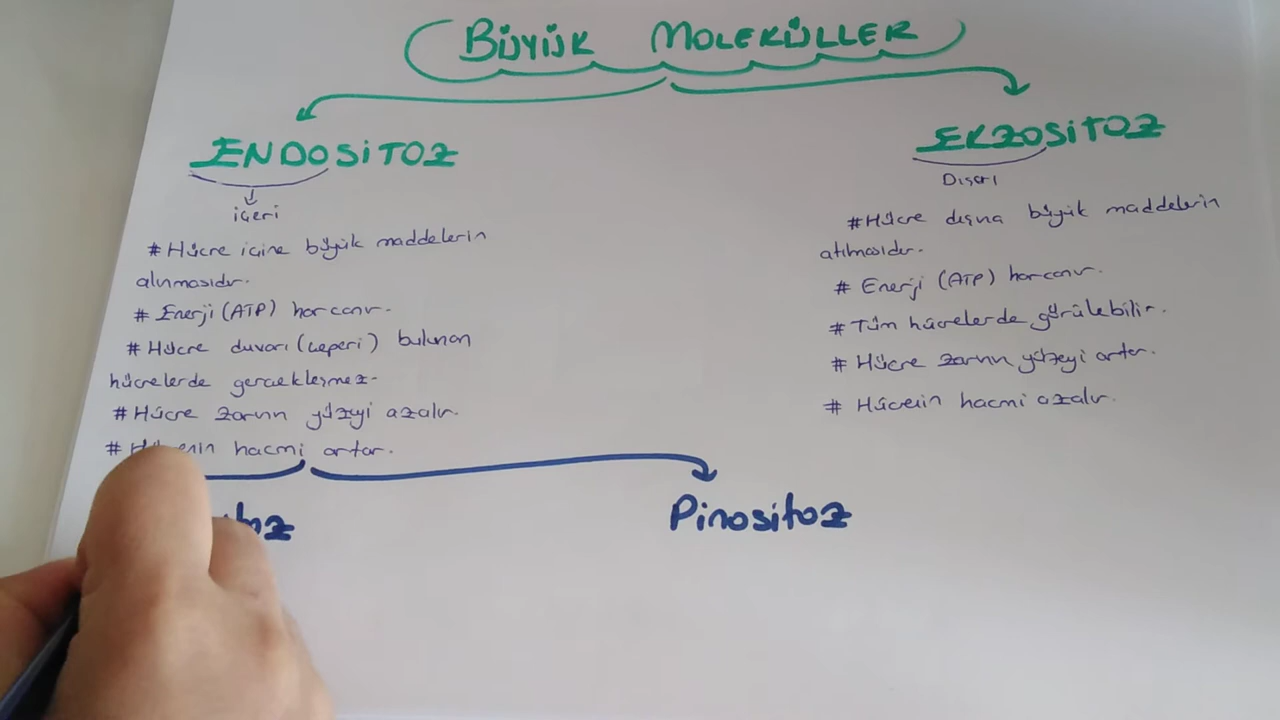 BÜYÜK MOLEKÜLLER
ENDOSİTOZ
içeri
# Hücre içine büyük maddelerin
alınmasıdır.
# Enerji (ATP) harcanır.
# Hücre duvarı (çeperi) bulunan
hücrelerde gerçekleşmez.
# Hücre zarının yüzeyi azalır.
# hacmi artar.
EKZOSİTOZ
Dışarı
# Hücre dışına büyük maddelerin
atılmasıdır.
# Enerji (ATP) harcanır.
# Tüm hücrelerde görülebilir.
# Hücre zarının yüzeyi artar.
# Hücrenin hacmi azalır.
Pinositoz